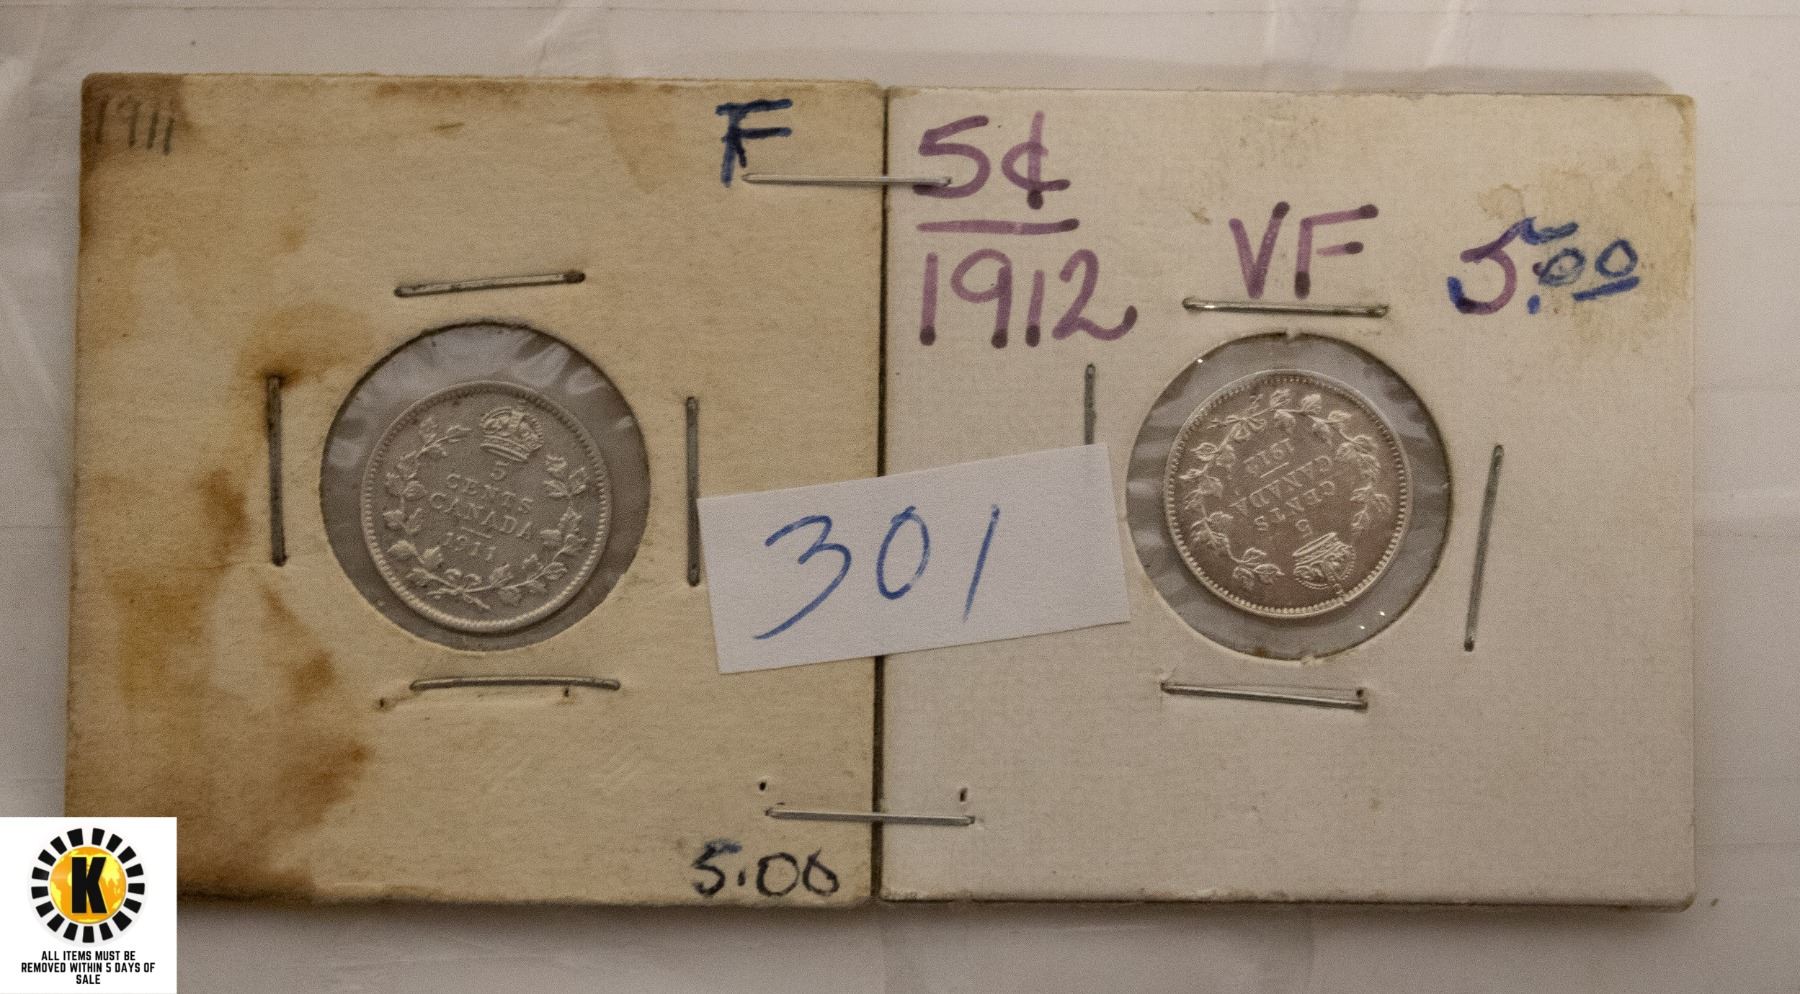 1911
F
5¢
1912
VF
5.00
5
CENTS
CANADA
1911
301
5
CENTS
CANADA
1912
5.00
K
ALL ITEMS MUST BE
REMOVED WITHIN 5 DAYS OF
SALE